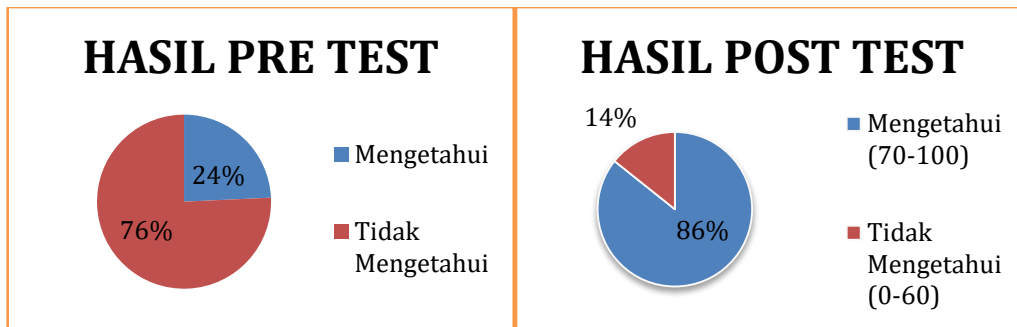 HASIL PRE TEST
24%
76%
Mengetahui
Tidak
Mengetahui
HASIL POST TEST
14%
86%
Mengetahui
(70-100)
Tidak
Mengetahui
(0-60)